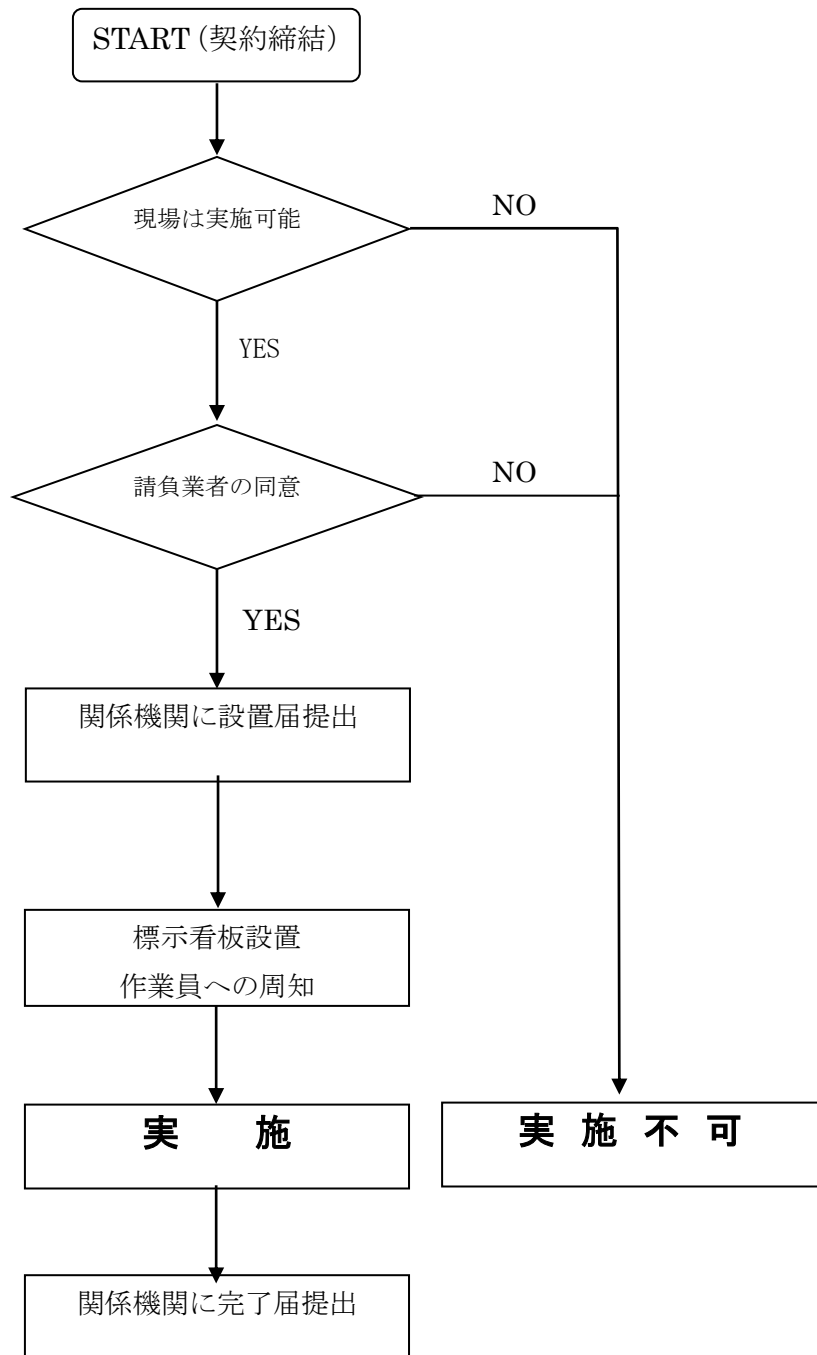 START（契約締結）
現場は実施可能
NO
YES
請負業者の同意
NO
YES
関係機関に設置届提出
標示看板設置
作業員への周知
実　　施
実 施 不 可
関係機関に完了届提出